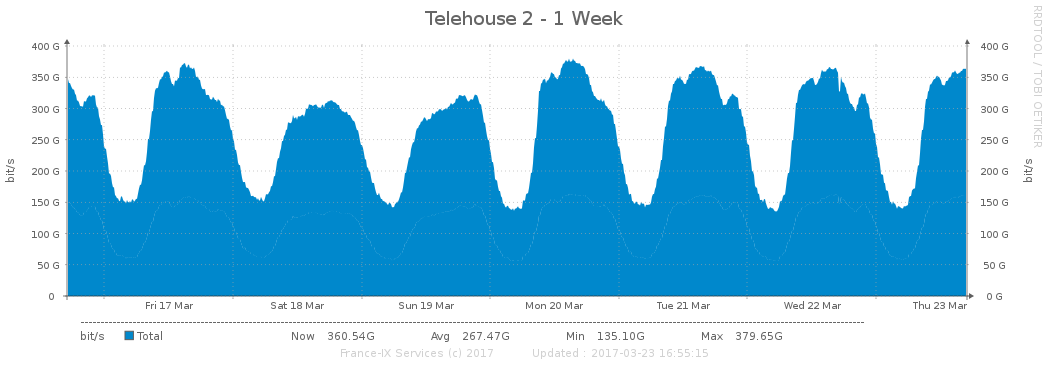 Telehouse 2 - 1 Week
RRDTOOL / TOBI OETIKER
400 G 400 G
350 G 350 G
300 G 300 G
250 G 250 G
200 G 200 G
150 G 150 G
100 G 100 G
50 G 50 G
0 0 G
bit/s
bit/s
Fri 17 Mar Sat 18 Mar Sun 19 Mar Mon 20 Mar Tue 21 Mar Wed 22 Mar Thu 23 Mar
bit/s Total Now 360.54G Avg 267.47G Min 135.10G Max 379.65G
France-IX Services (c) 2017 Updated : 2017-03-23 16:55:15